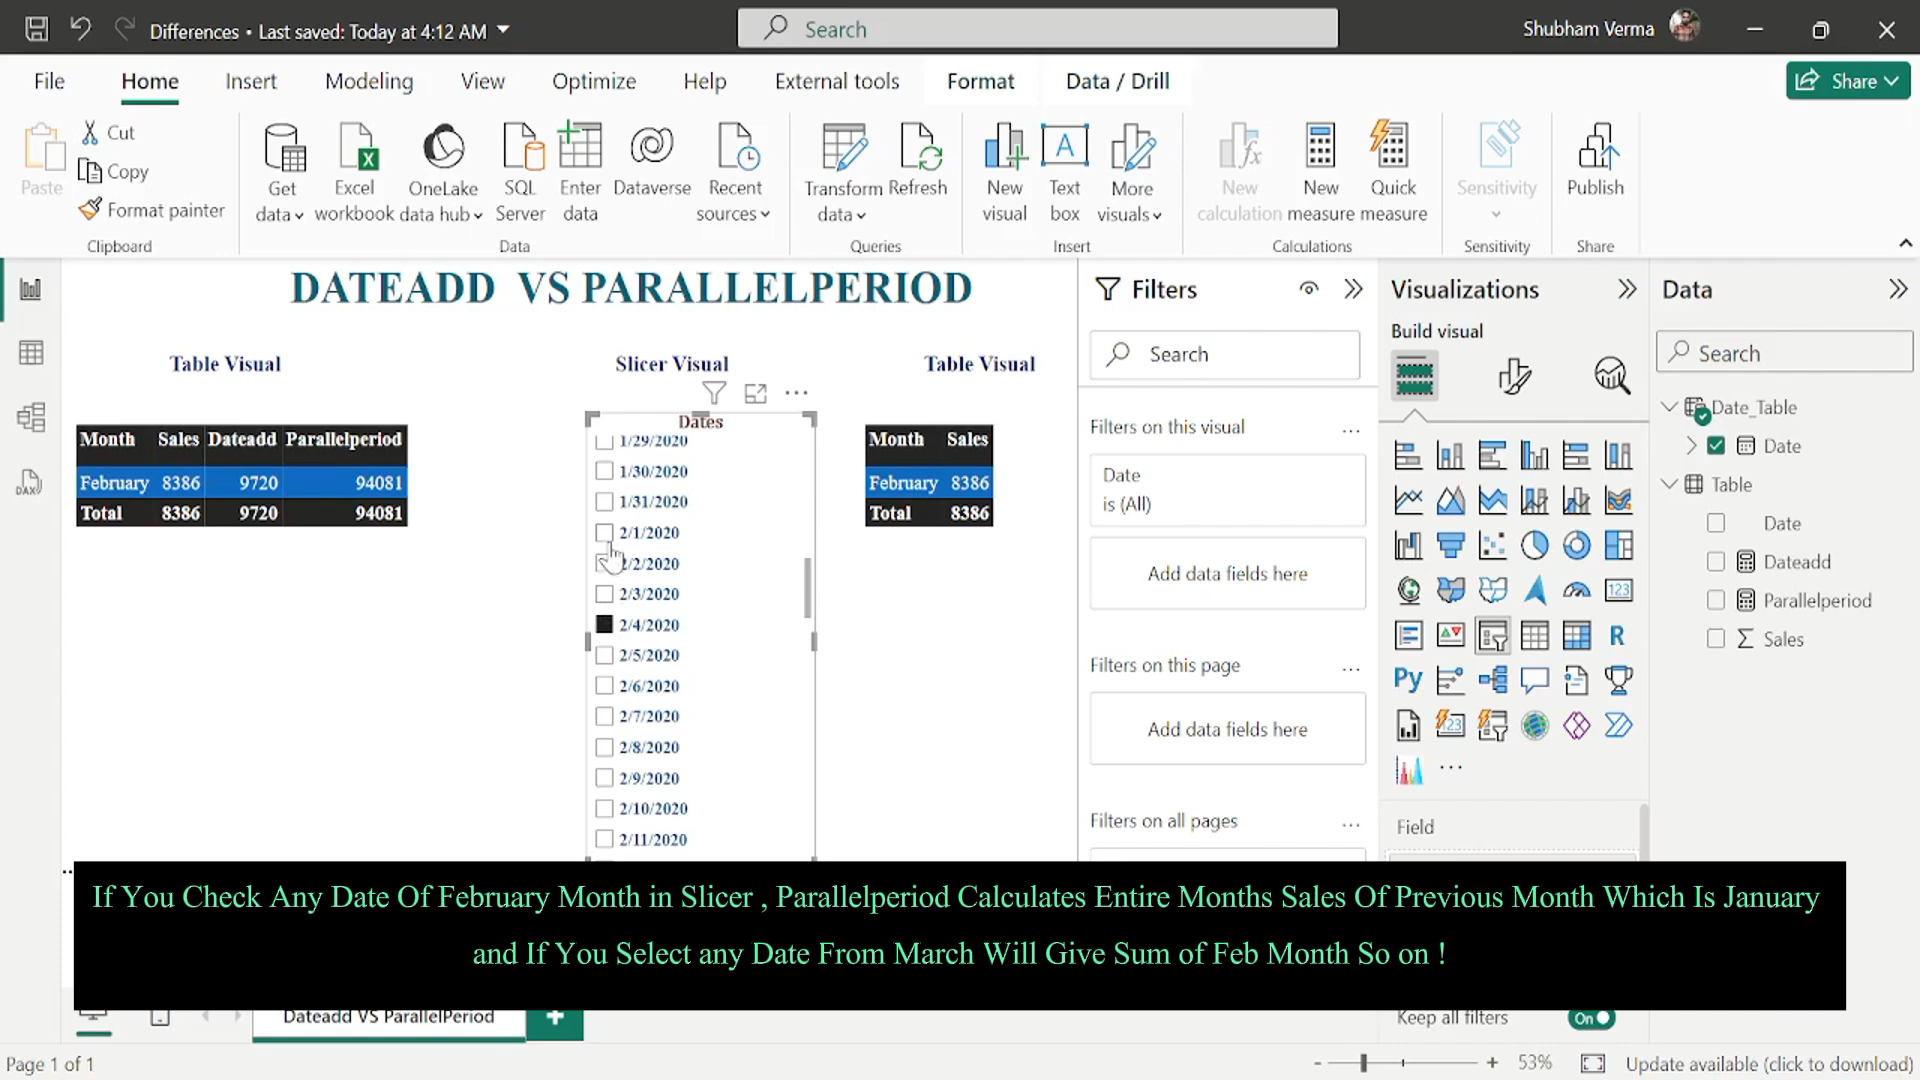 Differences • Last saved: Today at 4:12 AM
Search
Shubham Verma
File
Home
Insert
Modeling
View
Optimize
Help
External tools
Format
Data / Drill
Share
Paste
Cut
Copy
Format painter
Clipboard
Get data
Excel workbook
OneLake data hub
SQL Server
Enter data
Dataverse
Recent sources
Data
Transform data
Refresh
Queries
New visual
Text box
More visuals
Insert
New calculation
New measure
Quick measure
Calculations
Sensitivity
Sensitivity
Publish
Share
DATEADD VS PARALLELPERIOD
Table Visual
Month Sales Dateadd Parallelperiod
February 8386 9720 94081
Total 8386 9720 94081
Slicer Visual
Dates
1/29/2020
1/30/2020
1/31/2020
2/1/2020
2/2/2020
2/3/2020
2/4/2020
2/5/2020
2/6/2020
2/7/2020
2/8/2020
2/9/2020
2/10/2020
2/11/2020
Table Visual
Month Sales
February 8386
Total 8386
Filters
Search
Filters on this visual
Date
is (All)
Add data fields here
Filters on this page
Add data fields here
Filters on all pages
Visualizations
Build visual
123
R
Py
123
Field
Keep all filters
On
Data
Search
Date_Table
Date
Table
Date
Dateadd
Parallelperiod
Sales
DAX
If You Check Any Date Of February Month in Slicer , Parallelperiod Calculates Entire Months Sales Of Previous Month Which Is January
and If You Select any Date From March Will Give Sum of Feb Month So on !
Dateadd VS ParallelPeriod
Page 1 of 1
53%
Update available (click to download)